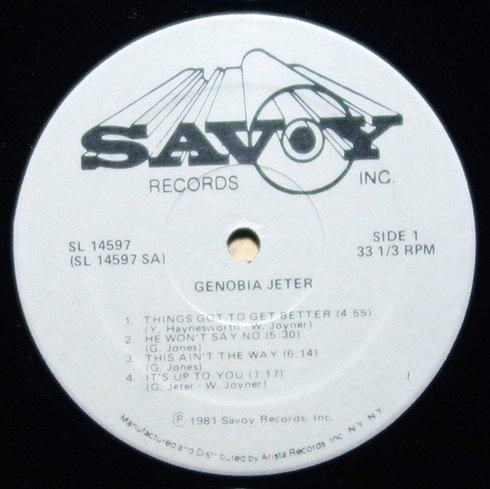 SAVOY
RECORDS INC.
SL 14597 SIDE 1
(SL 14597 SA) 33 1/3 RPM
GENOBIA JETER
1. THINGS GOT TO GET BETTER (4:55)
(Y. Haynesworth - W. Joyner)
2. HE WON'T SAY NO (5:30)
(G. Jones)
3. THIS AIN'T THE WAY (6:14)
(G. Jones)
4. IT'S UP TO YOU (7:17)
(G. Jeter - W. Joyner)
℗ 1981 Savoy Records, Inc.
Manufactured and Distributed by Arista Records Inc N.Y. N.Y.